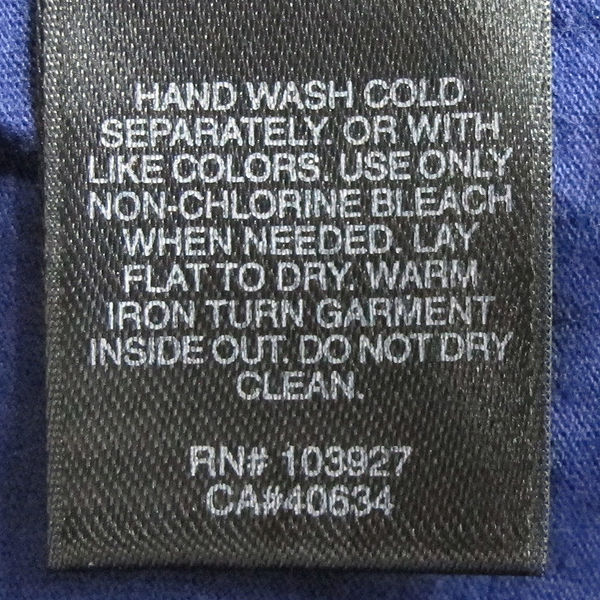 HAND WASH COLD
SEPARATELY. OR WITH
LIKE COLORS. USE ONLY
NON-CHLORINE BLEACH
WHEN NEEDED. LAY
FLAT TO DRY. WARM
IRON TURN GARMENT
INSIDE OUT. DO NOT DRY
CLEAN.
RN# 103927
CA#40634